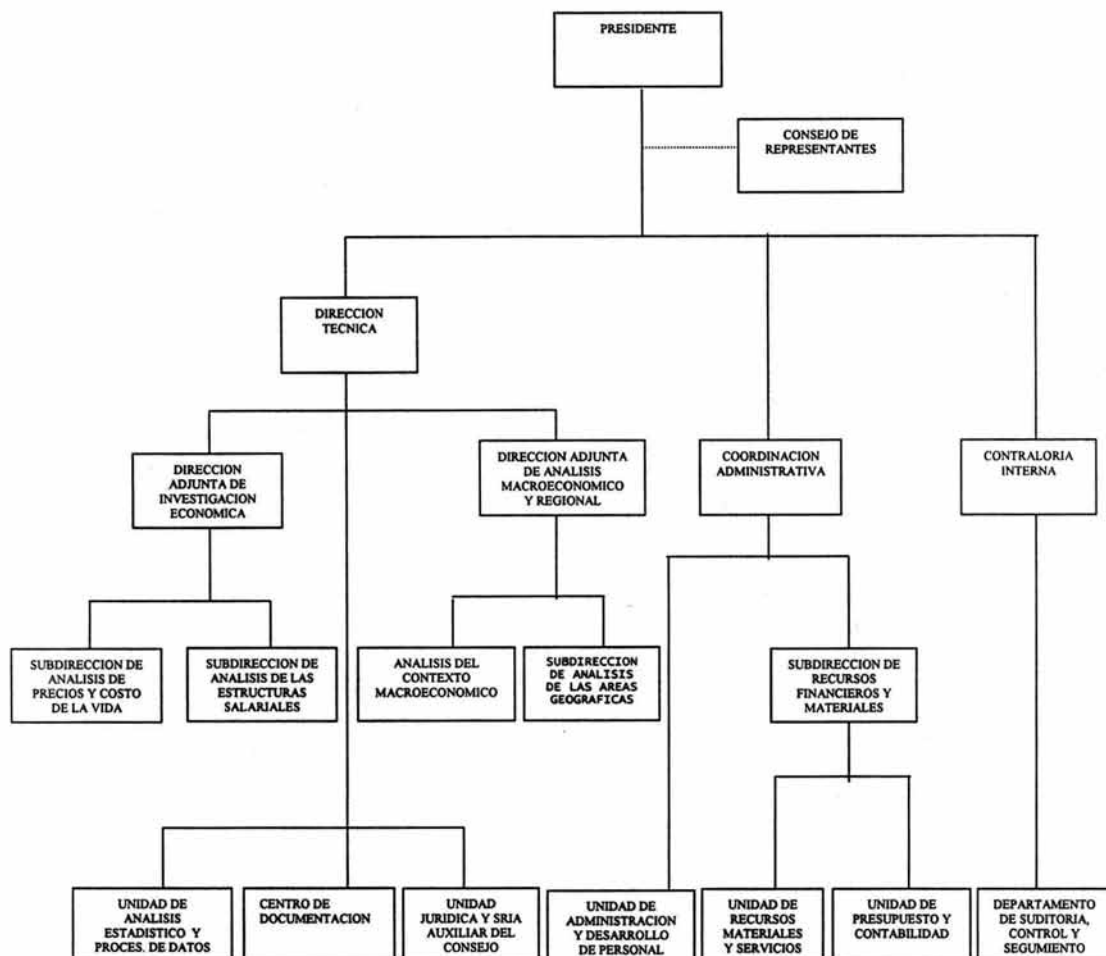 PRESIDENTE
CONSEJO DE
REPRESENTANTES
DIRECCION
TECNICA
DIRECCION
ADJUNTA DE
INVESTIGACION
ECONOMICA
DIRECCION ADJUNTA
DE ANALISIS
MACROECONOMICO
Y REGIONAL
COORDINACION
ADMINISTRATIVA
CONTRALORIA
INTERNA
SUBDIRECCION DE
ANALISIS DE
PRECIOS Y COSTO
DE LA VIDA
SUBDIRECCION DE
ANALISIS DE LAS
ESTRUCTURAS
SALARIALES
ANALISIS DEL
CONTEXTO
MACROECONOMICO
SUBDIRECCION
DE ANALISIS
DE LAS AREAS
GEOGRAFICAS
SUBDIRECCION DE
RECURSOS
FINANCIEROS Y
MATERIALES
UNIDAD DE
ANALISIS
ESTADISTICO Y
PROCES. DE DATOS
CENTRO DE
DOCUMENTACION
UNIDAD
JURIDICA Y SRIA
AUXILIAR DEL
CONSEJO
UNIDAD DE
ADMINISTRACION
Y DESARROLLO
DE PERSONAL
UNIDAD DE
RECURSOS
MATERIALES
Y SERVICIOS
UNIDAD DE
PRESUPUESTO Y
CONTABILIDAD
DEPARTAMENTO
DE SUDITORIA,
CONTROL Y
SEGUMIENTO